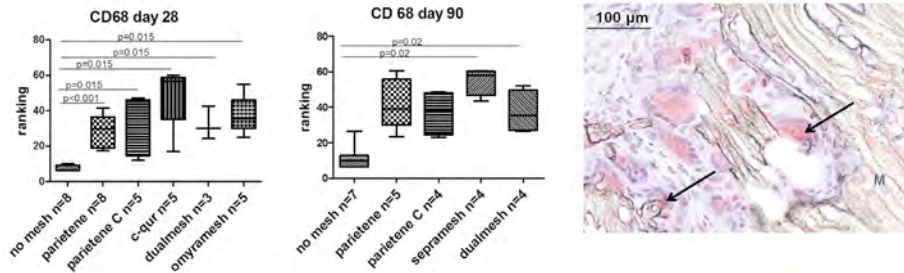 CD68 day 28
80
60
40
20
0
ranking
p=0.015
p=0.015
p=0.015
p=0.015
p<0.001
no mesh n=8
parietene n=8
parietene C n=5
c-qur n=5
dualmesh n=3
omyramesh n=5
CD 68 day 90
80
60
40
20
0
ranking
p=0.02
p=0.02
no mesh n=7
parietene n=5
parietene C n=4
sepramesh n=4
dualmesh n=4
100 µm
M